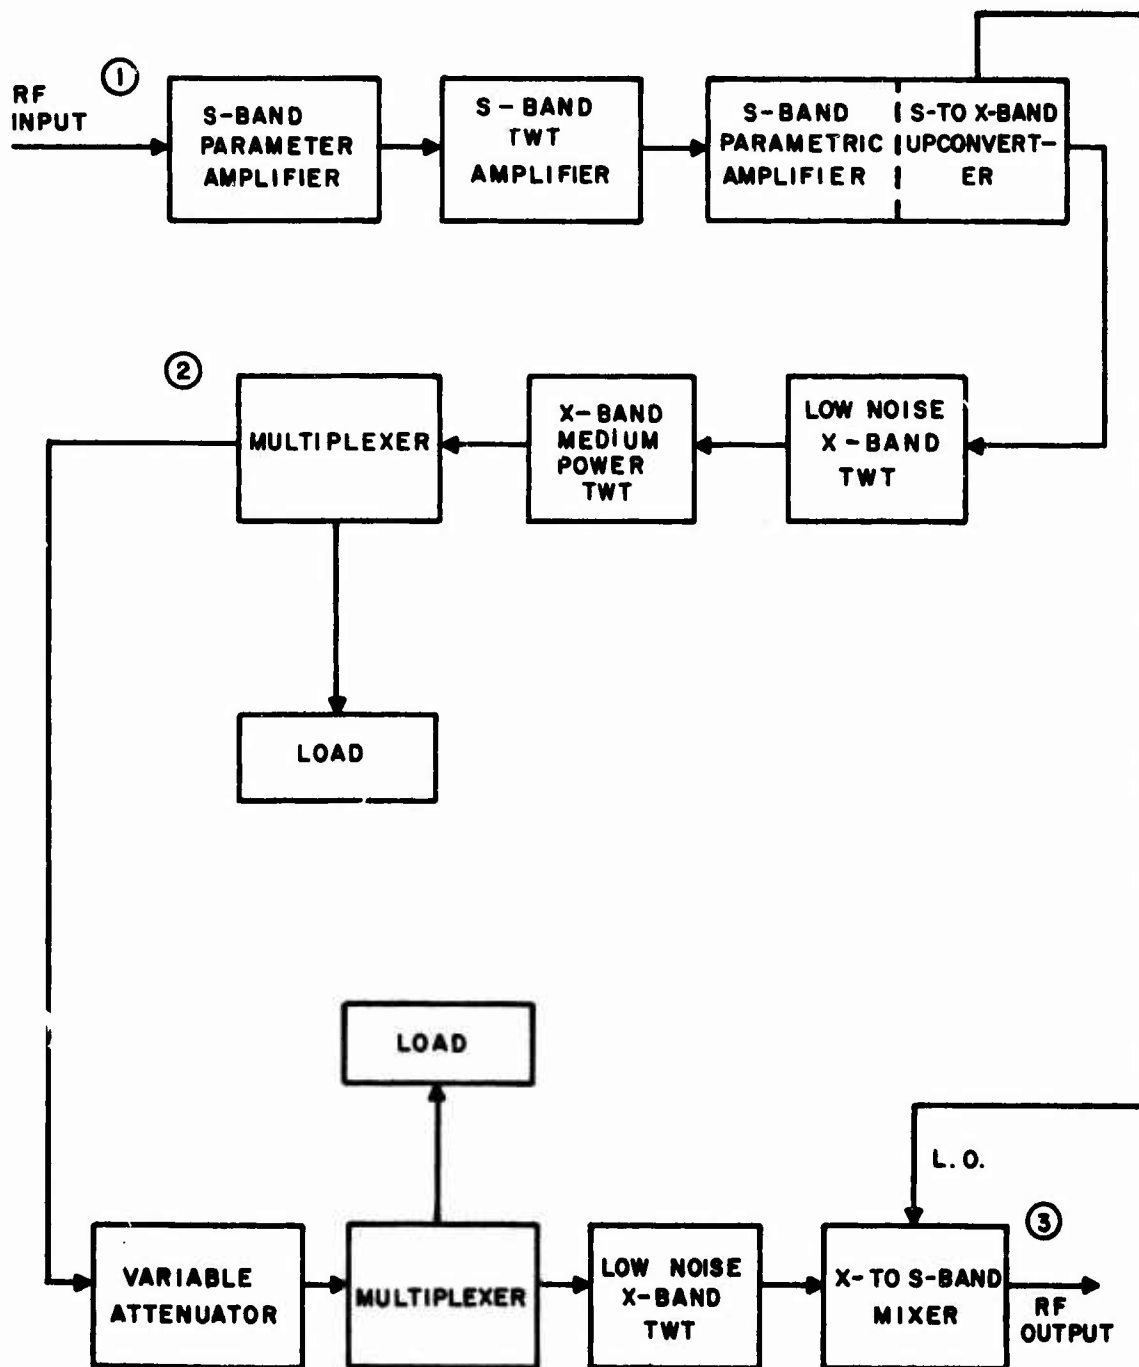 ①
RF
INPUT
S-BAND
PARAMETER
AMPLIFIER
S-BAND
TWT
AMPLIFIER
S-BAND
PARAMETRIC
AMPLIFIER
S-TO X-BAND
UPCONVERT-
ER
②
MULTIPLEXER
X-BAND
MEDIUM
POWER
TWT
LOW NOISE
X-BAND
TWT
LOAD
LOAD
L.O.
③
VARIABLE
ATTENUATOR
MULTIPLEXER
LOW NOISE
X-BAND
TWT
X-TO S-BAND
MIXER
RF
OUTPUT